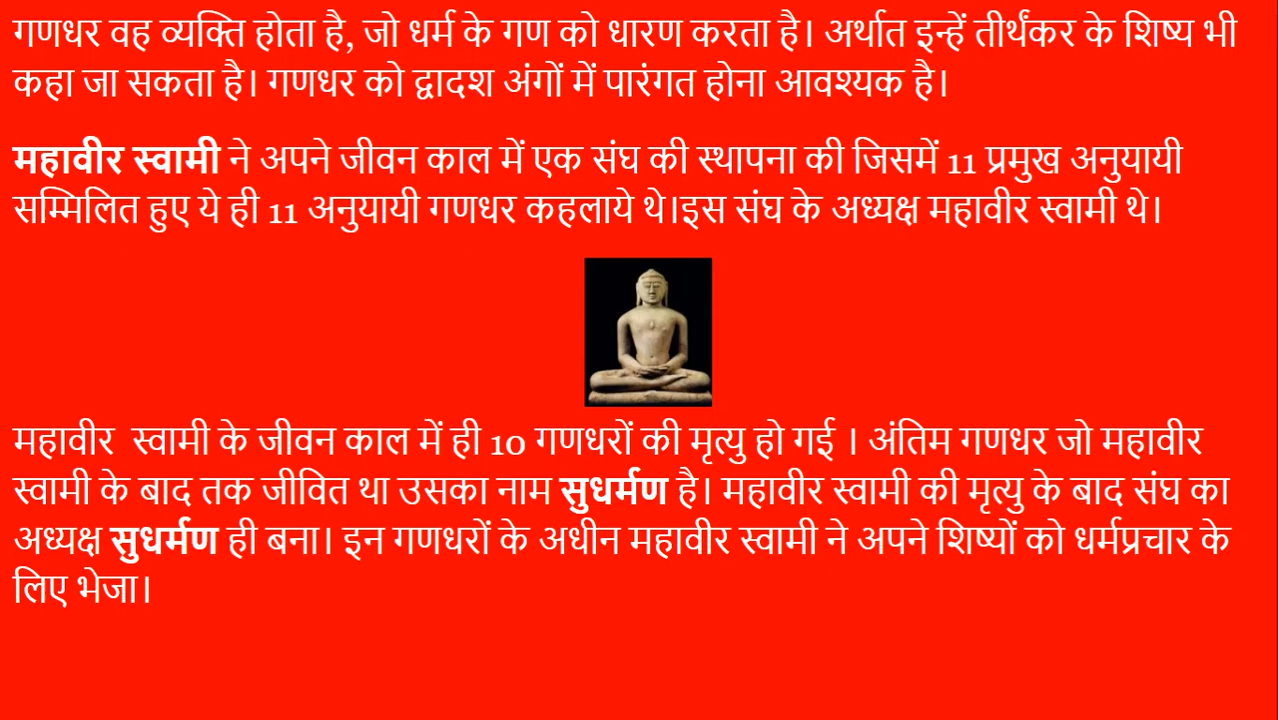 गणधर वह व्यक्ति होता है, जो धर्म के गण को धारण करता है। अर्थात इन्हें तीर्थंकर के शिष्य भी
कहा जा सकता है। गणधर को द्वादश अंगों में पारंगत होना आवश्यक है।
महावीर स्वामी ने अपने जीवन काल में एक संघ की स्थापना की जिसमें 11 प्रमुख अनुयायी
सम्मिलित हुए ये ही 11 अनुयायी गणधर कहलाये थे।इस संघ के अध्यक्ष महावीर स्वामी थे।
महावीर स्वामी के जीवन काल में ही 10 गणधरों की मृत्यु हो गई । अंतिम गणधर जो महावीर
स्वामी के बाद तक जीवित था उसका नाम सुधर्मण है। महावीर स्वामी की मृत्यु के बाद संघ का
अध्यक्ष सुधर्मण ही बना। इन गणधरों के अधीन महावीर स्वामी ने अपने शिष्यों को धर्मप्रचार के
लिए भेजा।